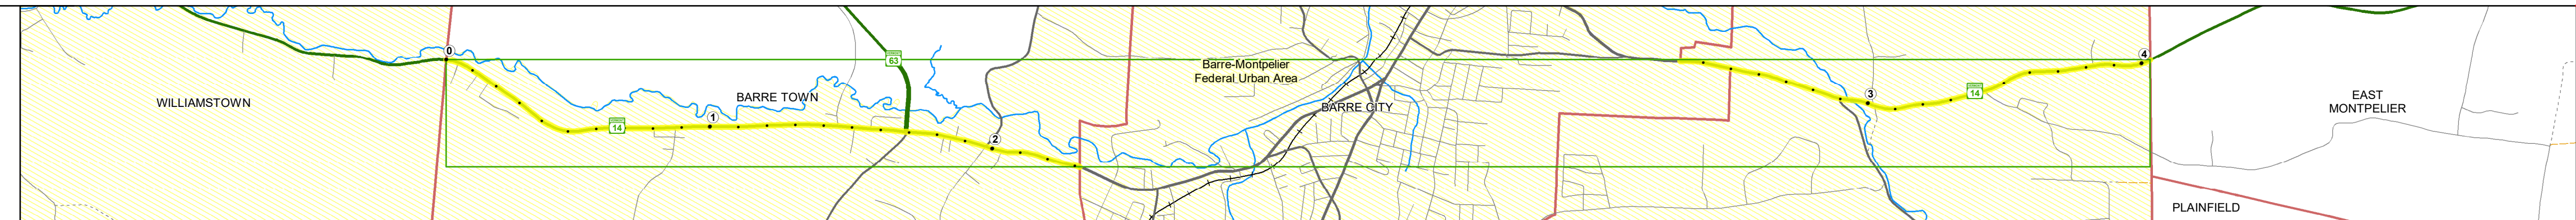 0
4
63
Barre-Montpelier
Federal Urban Area
3
14
WILLIAMSTOWN
BARRE TOWN
BARRE CITY
EAST
MONTPELIER
1
14
2
PLAINFIELD